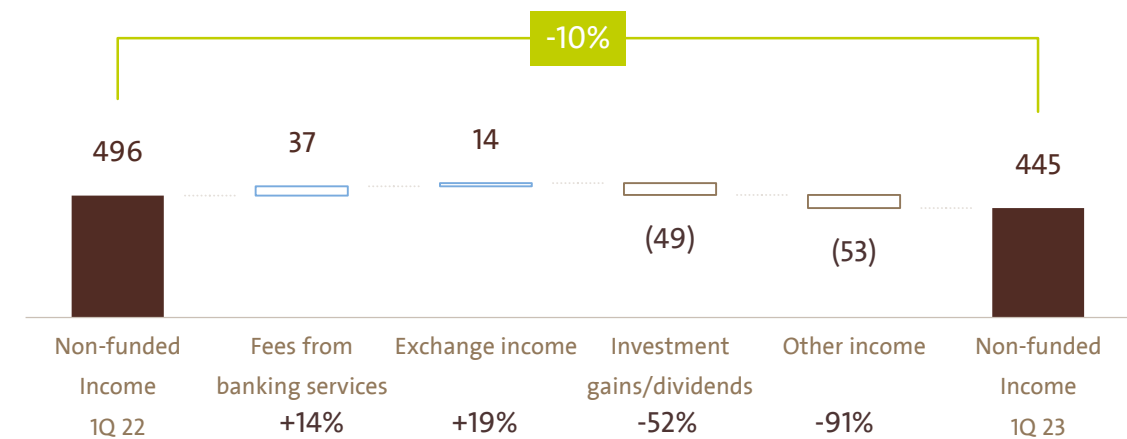 -10%
496
37
14
(49)
(53)
445
Non-funded
Income
1Q 22
Fees from
banking services
+14%
Exchange income
+19%
Investment
gains/dividends
-52%
Other income
-91%
Non-funded
Income
1Q 23